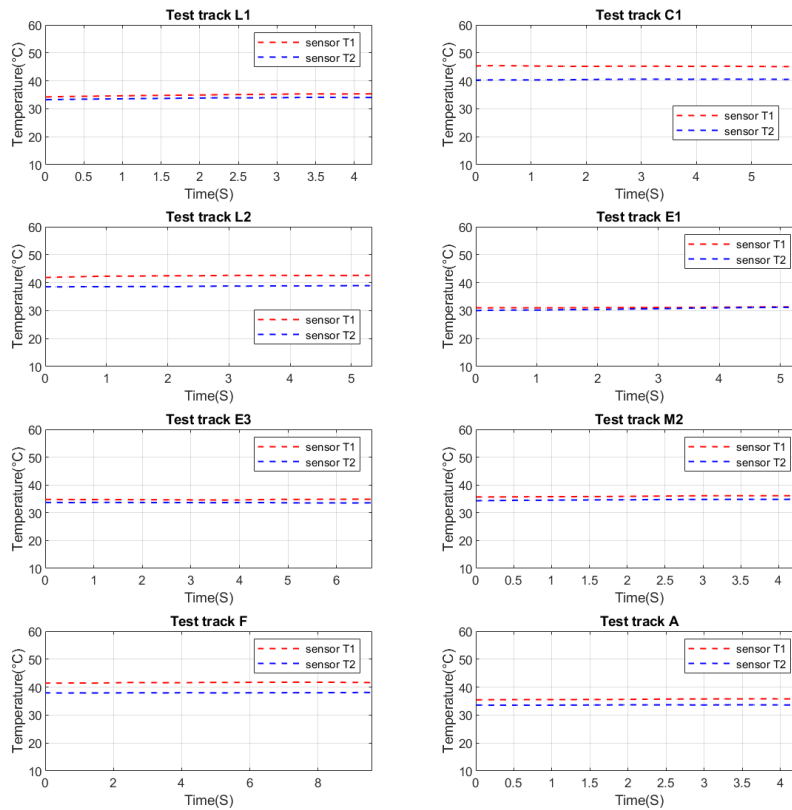 Test track L1
60
50
40
30
20
10
Temperature(°C)
sensor T1
sensor T2
0 0.5 1 1.5 2 2.5 3 3.5 4
Time(S)
Test track C1
60
50
40
30
20
10
Temperature(°C)
sensor T1
sensor T2
0 1 2 3 4 5
Time(S)
Test track L2
60
50
40
30
20
10
Temperature(°C)
sensor T1
sensor T2
0 1 2 3 4 5
Time(S)
Test track E1
60
50
40
30
20
10
Temperature(°C)
sensor T1
sensor T2
0 1 2 3 4 5
Time(S)
Test track E3
60
50
40
30
20
10
Temperature(°C)
sensor T1
sensor T2
0 1 2 3 4 5 6
Time(S)
Test track M2
60
50
40
30
20
10
Temperature(°C)
sensor T1
sensor T2
0 0.5 1 1.5 2 2.5 3 3.5 4
Time(S)
Test track F
60
50
40
30
20
10
Temperature(°C)
sensor T1
sensor T2
0 2 4 6 8
Time(S)
Test track A
60
50
40
30
20
10
Temperature(°C)
sensor T1
sensor T2
0 0.5 1 1.5 2 2.5 3 3.5 4
Time(S)